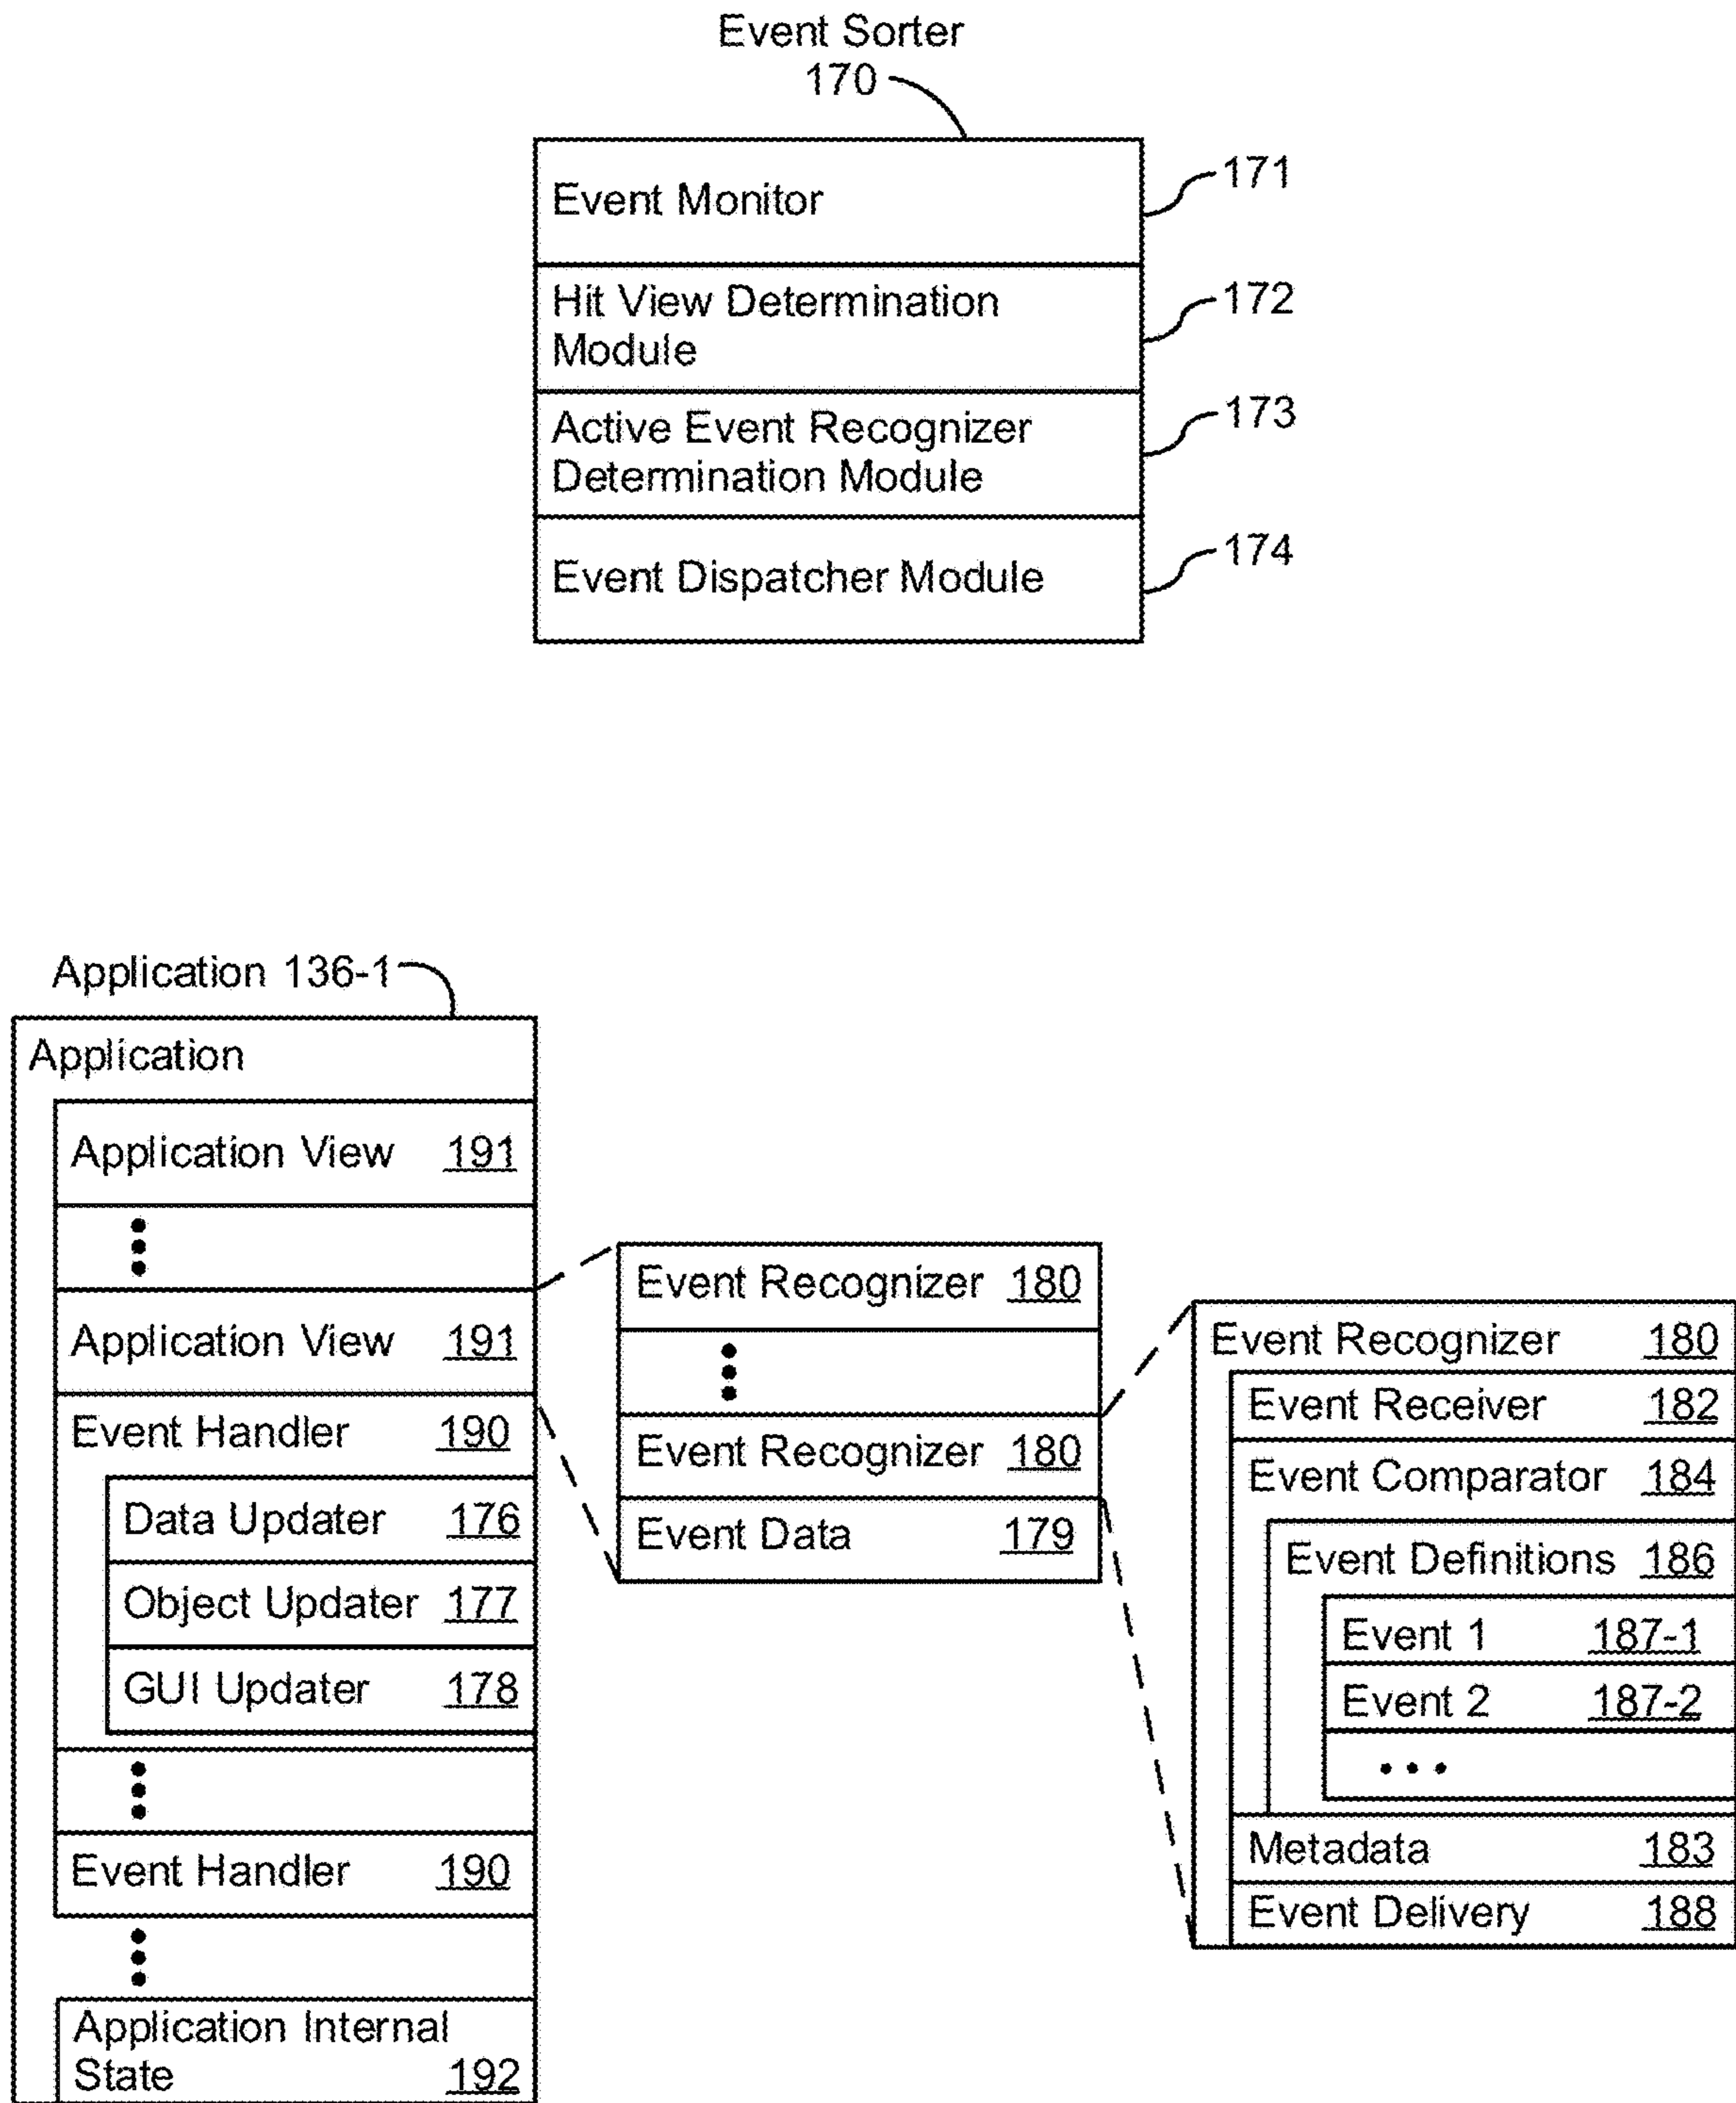 Event Sorter
170
Event Monitor
171
Hit View Determination
Module
172
Active Event Recognizer
Determination Module
173
Event Dispatcher Module
174
Application 136-1
Application
Application View 191
Application View 191
Event Handler 190
Data Updater 176
Object Updater 177
GUI Updater 178
Event Handler 190
Application Internal
State 192
Event Recognizer 180
Event Recognizer 180
Event Data 179
Event Recognizer 180
Event Receiver 182
Event Comparator 184
Event Definitions 186
Event 1 187-1
Event 2 187-2
• • •
Metadata 183
Event Delivery 188